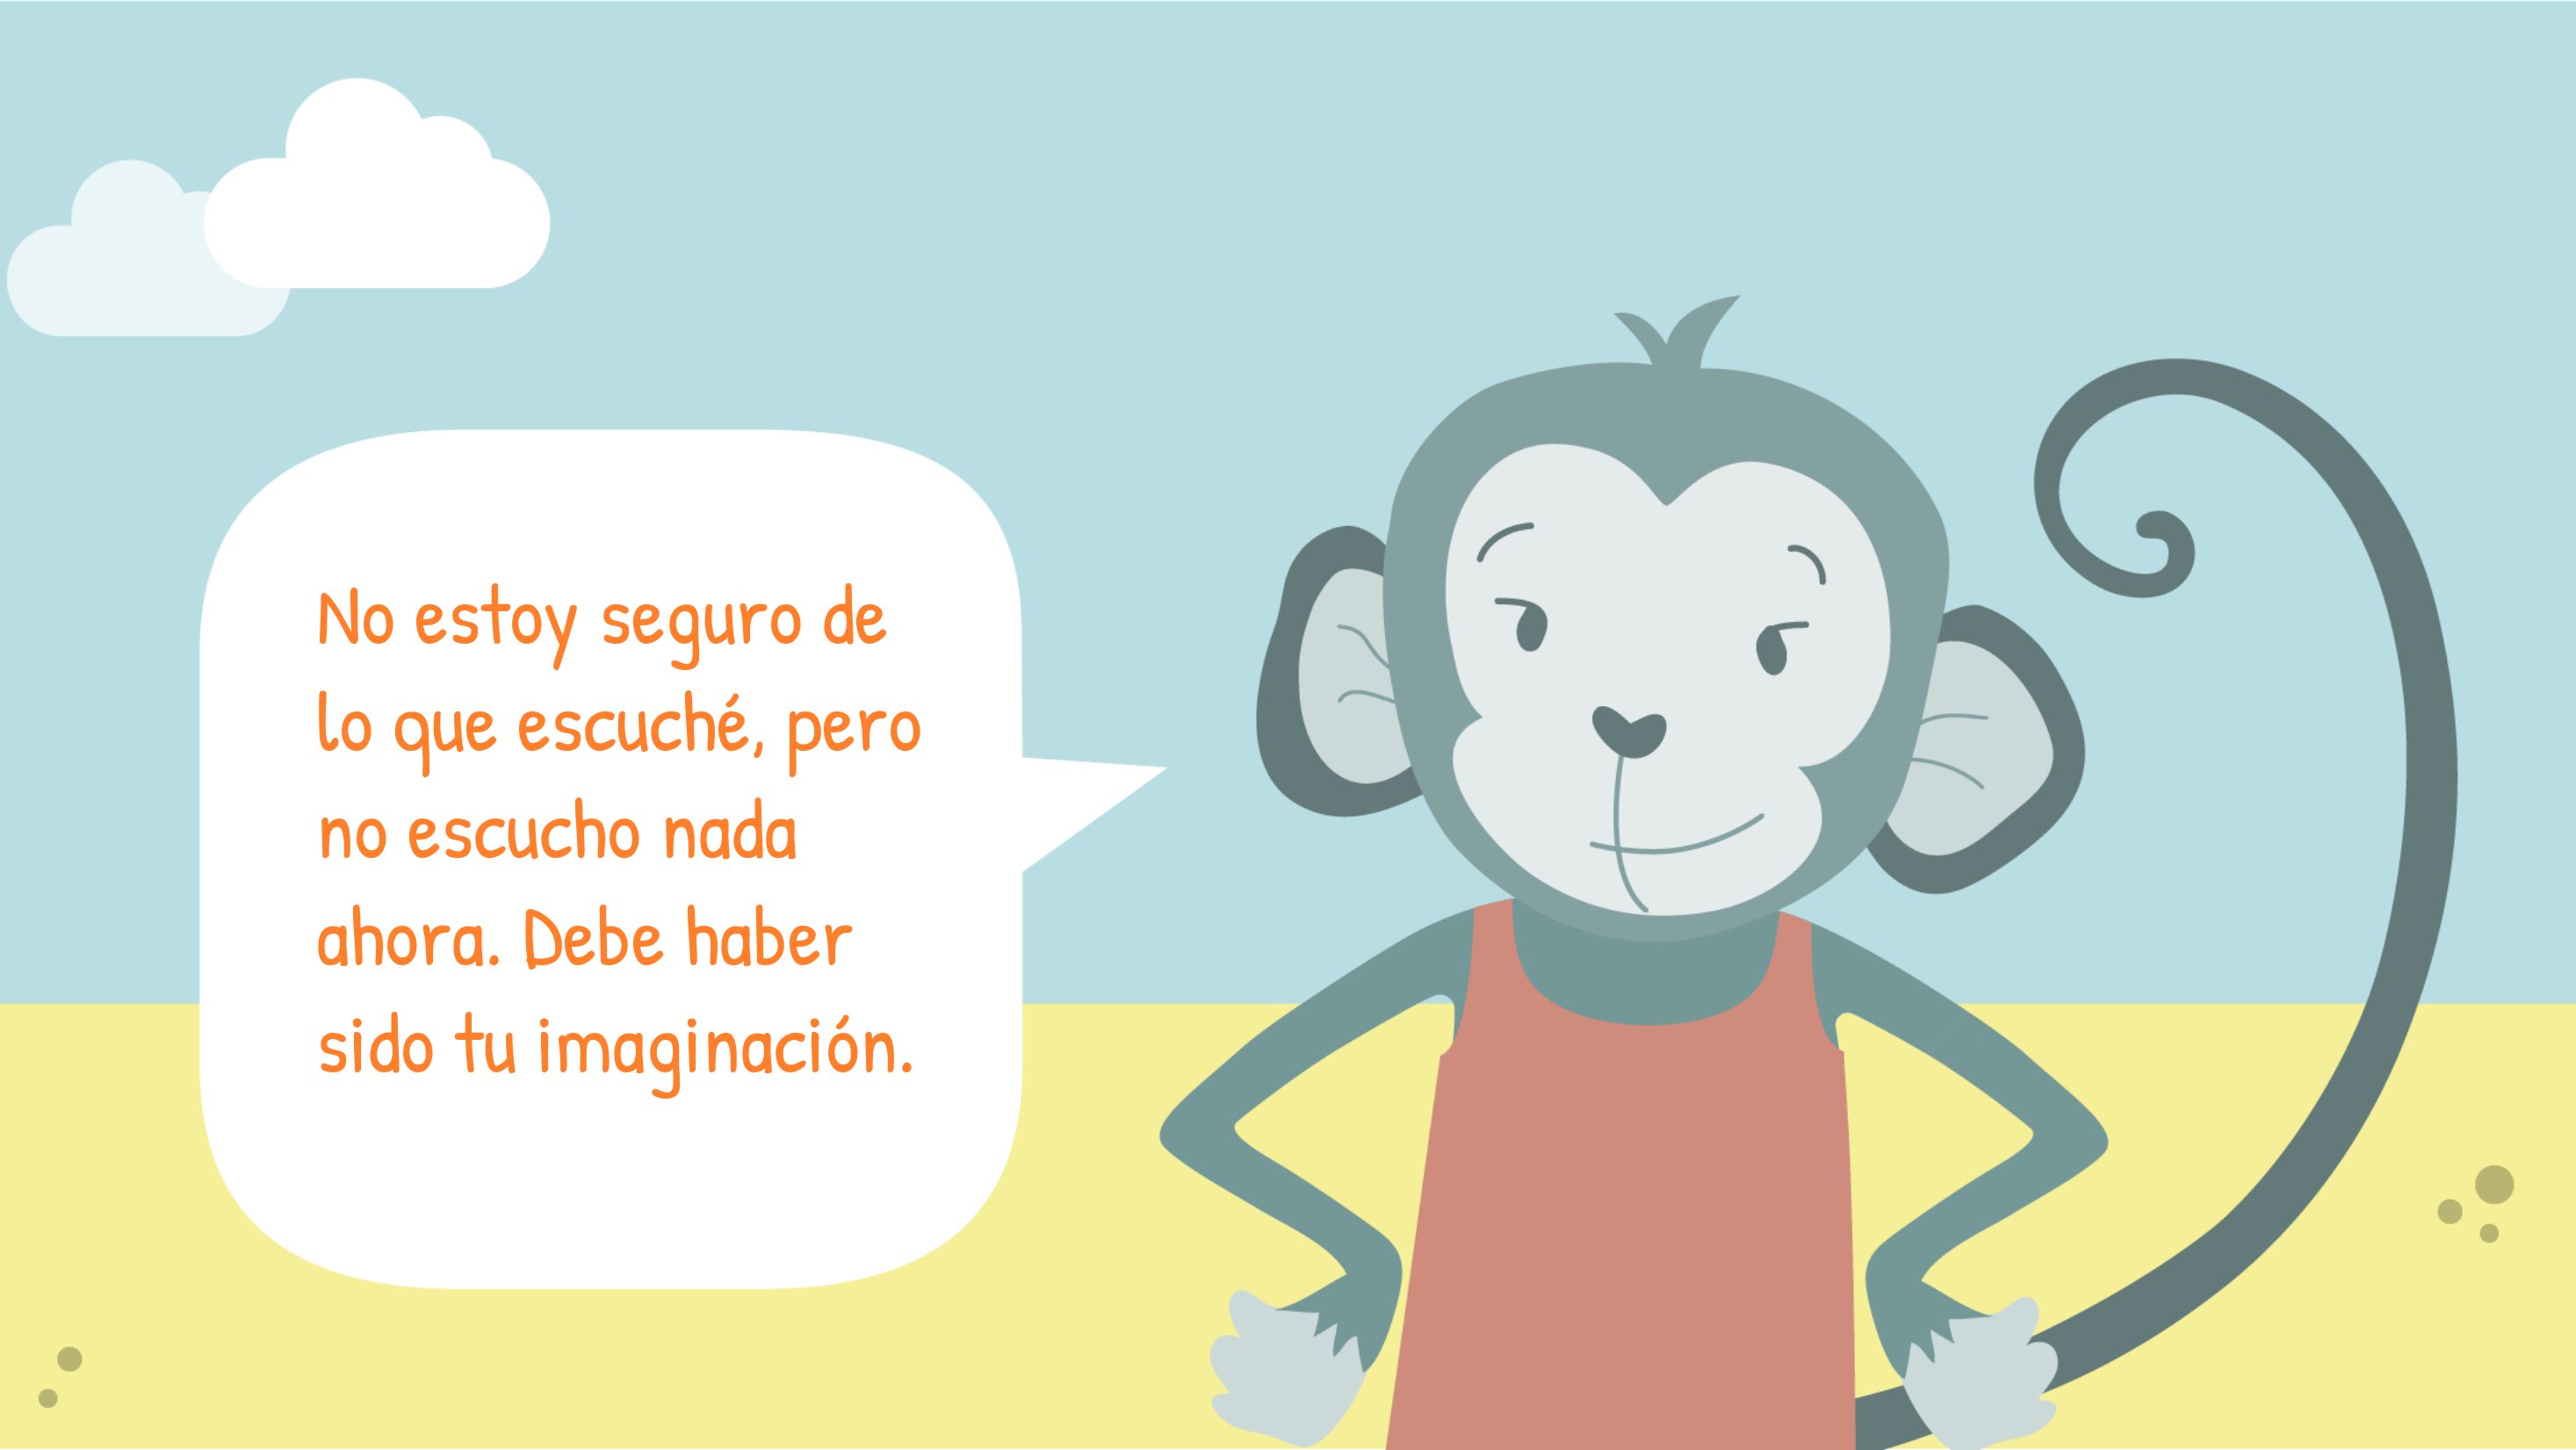 No estoy seguro de
lo que escuché, pero
no escucho nada
ahora. Debe haber
sido tu imaginación.